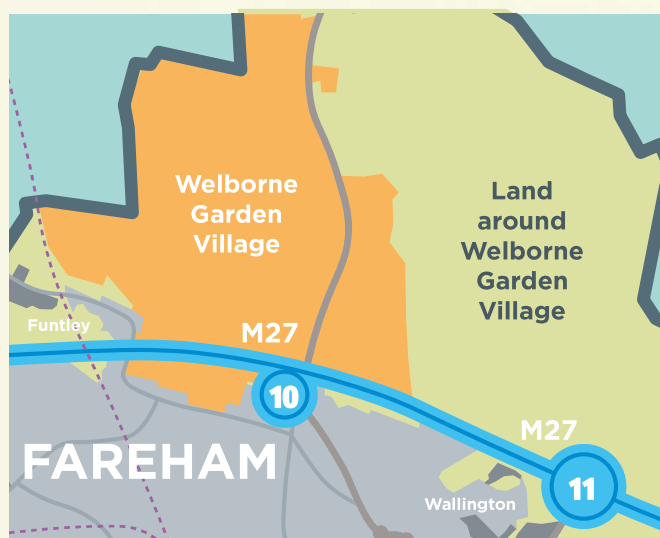 Welborne
Garden
Village
Land
around
Welborne
Garden
Village
Funtley
M27
10
FAREHAM
M27
11
Wallington